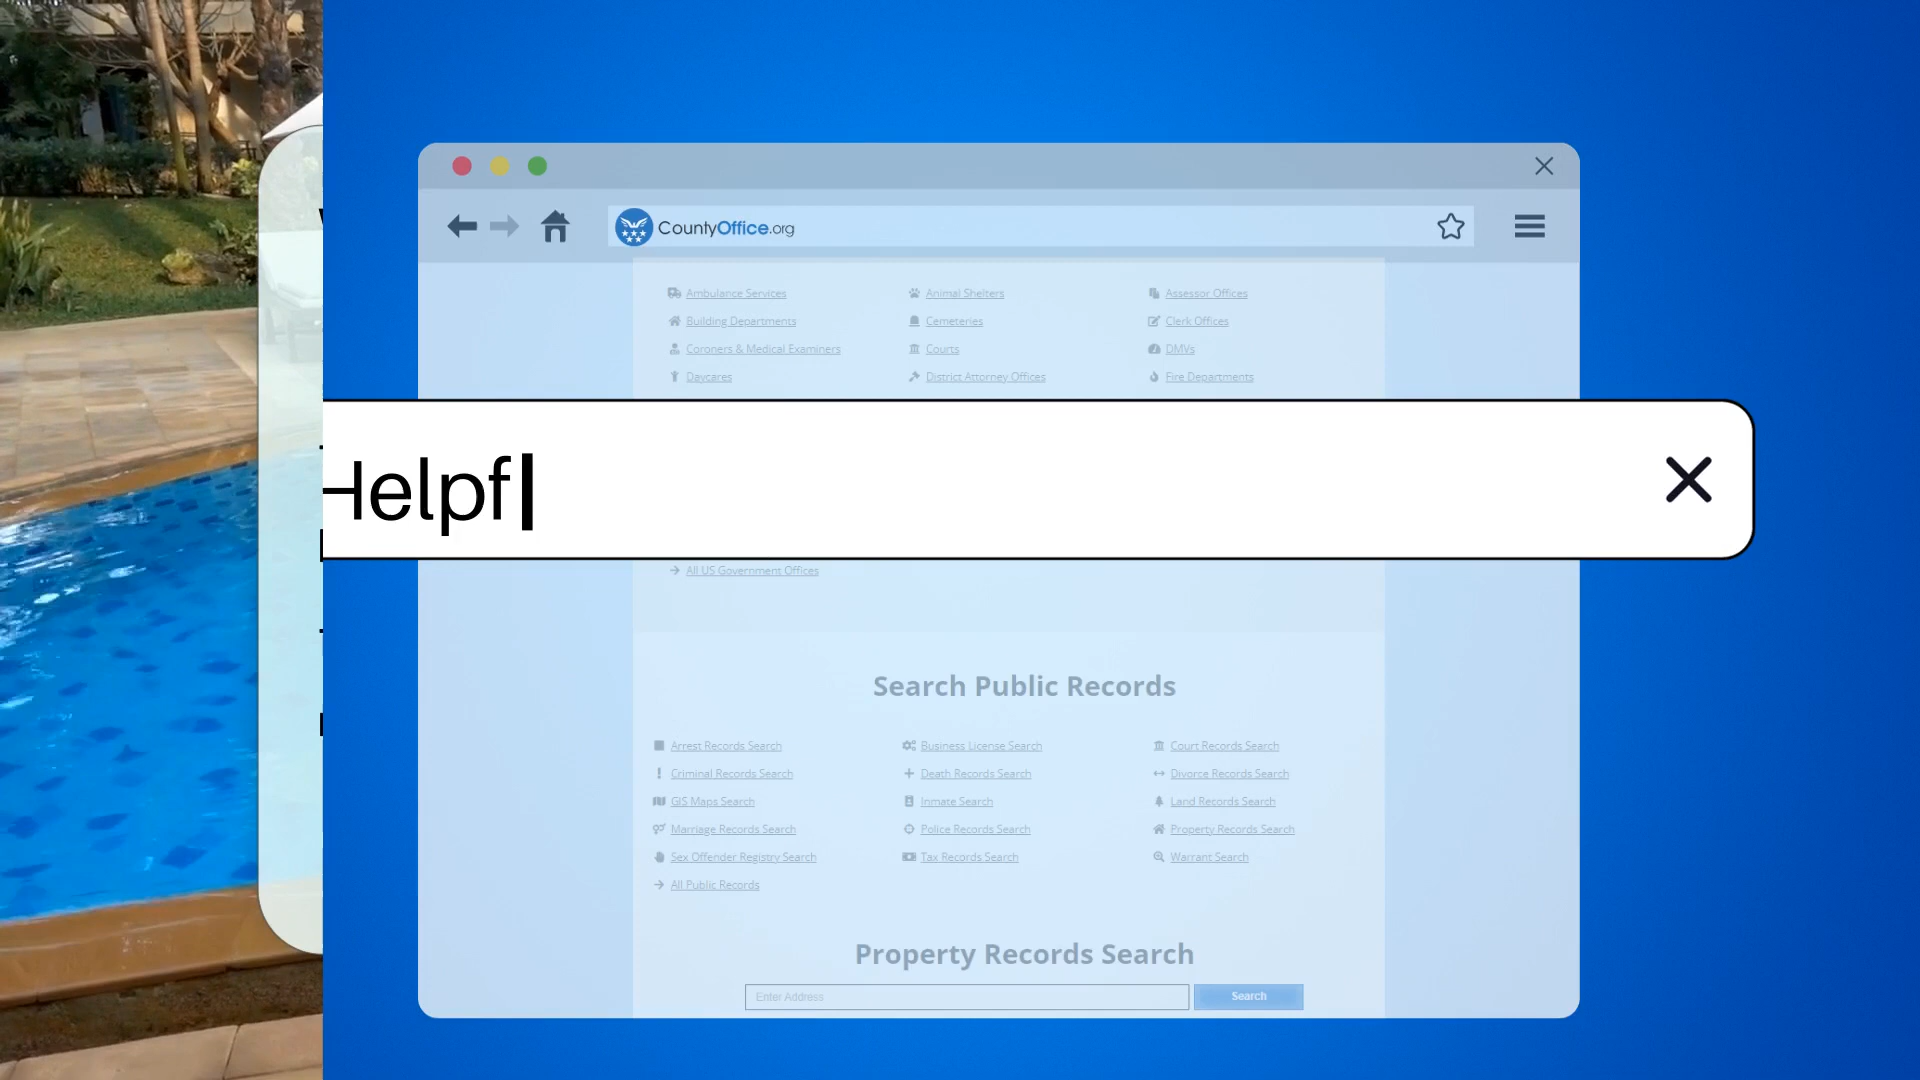 CountyOffice.org
Ambulance Services Animal Shelters Assessor Offices
Building Departments Cemeteries Clerk Offices
Coroners & Medical Examiners Courts DMVs
Daycares District Attorney Offices Fire Departments
Helpf
All US Government Offices
Search Public Records
Arrest Records Search Business License Search Court Records Search
Criminal Records Search Death Records Search Divorce Records Search
GIS Maps Search Inmate Search Land Records Search
Marriage Records Search Police Records Search Property Records Search
Sex Offender Registry Search Tax Records Search Warrant Search
All Public Records
Property Records Search
Enter Address Search